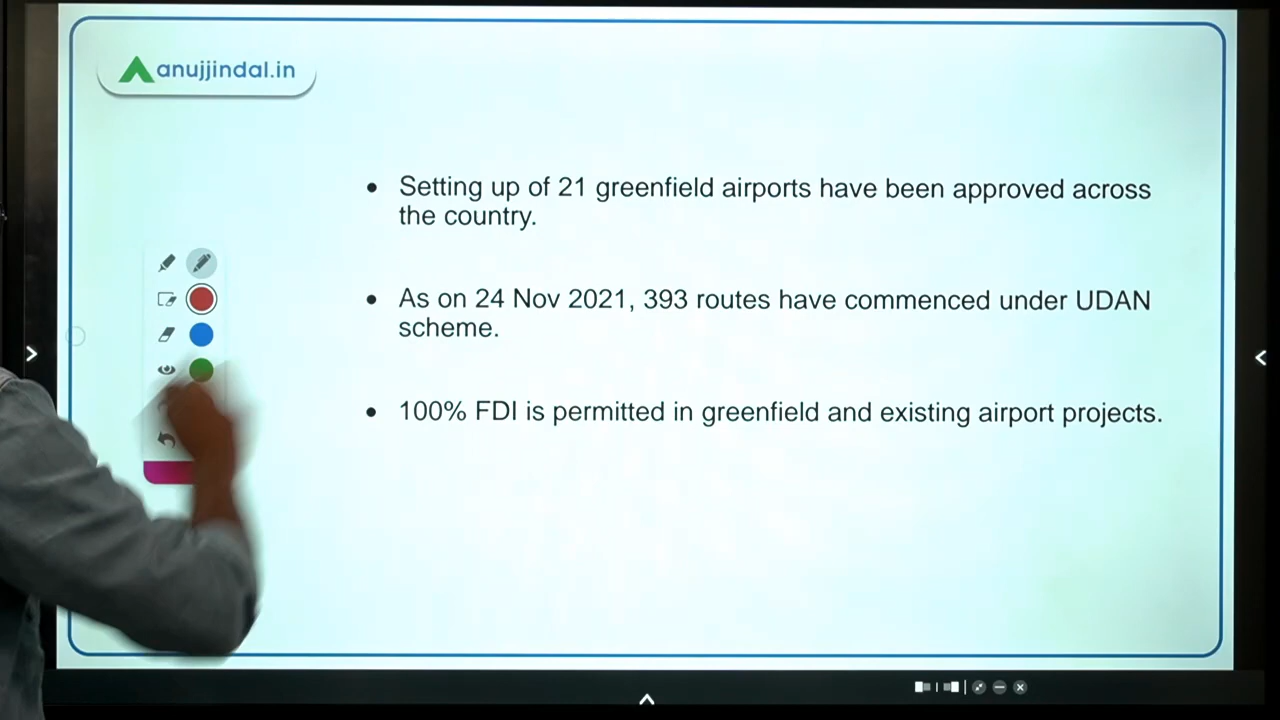 anujjindal.in
• Setting up of 21 greenfield airports have been approved across
the country.
• As on 24 Nov 2021, 393 routes have commenced under UDAN
scheme.
• 100% FDI is permitted in greenfield and existing airport projects.